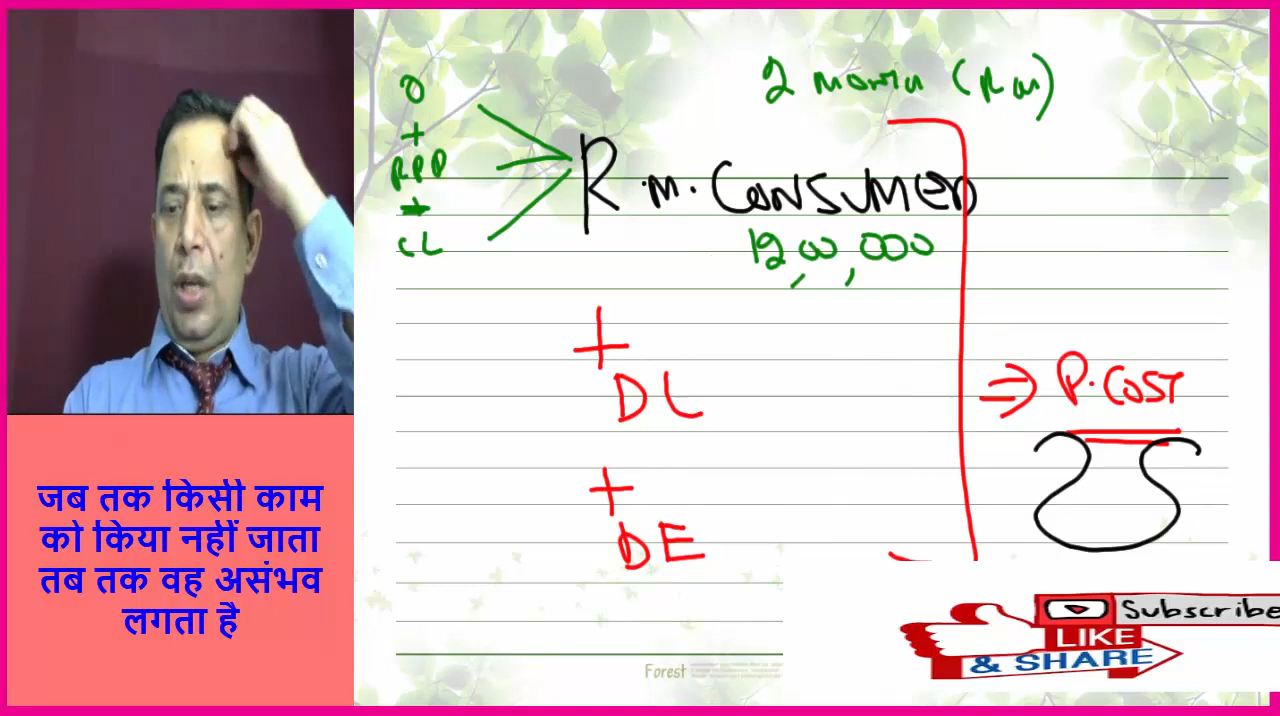 2 month (RM)
O
+
RPP
+
CL
R.M. CONSUMED
12,00,000
+
DL
⇒ P.COST
+
DE
जब तक किसी काम
को किया नहीं जाता
तब तक वह असंभव
लगता है
Subscribe
LIKE
& SHARE
Forest